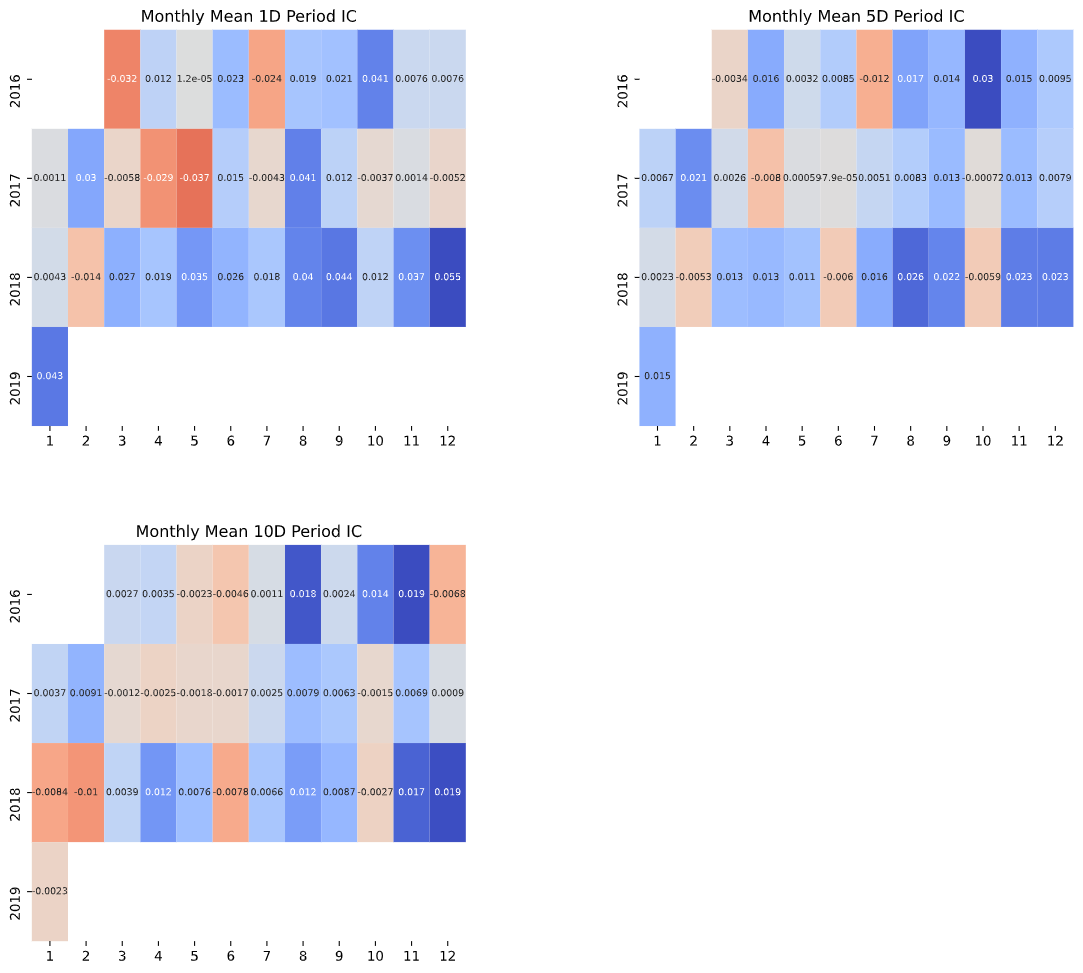 Monthly Mean 1D Period IC
2016 -0.032 0.012 1.2e-05 0.023 -0.024 0.019 0.021 0.041 0.0076 0.0076
2017 0.0011 0.03 -0.0058 -0.029 -0.037 0.015 -0.0043 0.041 0.012 -0.0037 0.0014 -0.0052
2018 0.0043 -0.014 0.027 0.019 0.035 0.026 0.018 0.04 0.044 0.012 0.037 0.055
2019 0.043
1 2 3 4 5 6 7 8 9 10 11 12
Monthly Mean 5D Period IC
2016 -0.0034 0.016 0.0032 0.0085 -0.012 0.017 0.014 0.03 0.015 0.0095
2017 0.0067 0.021 0.0026 -0.008 0.00059 7.9e-05 0.0051 0.0083 0.013 -0.00072 0.013 0.0079
2018 0.0023 -0.0053 0.013 0.013 0.011 -0.006 0.016 0.026 0.022 -0.0059 0.023 0.023
2019 0.015
1 2 3 4 5 6 7 8 9 10 11 12
Monthly Mean 10D Period IC
2016 0.0027 0.0035 -0.0023 -0.0046 0.0011 0.018 0.0024 0.014 0.019 -0.0068
2017 0.0037 0.0091 -0.0012 -0.0025 -0.0018 -0.0017 0.0025 0.0079 0.0063 -0.0015 0.0069 0.0009
2018 -0.0084 -0.01 0.0039 0.012 0.0076 -0.0078 0.0066 0.012 0.0087 -0.0027 0.017 0.019
2019 -0.0023
1 2 3 4 5 6 7 8 9 10 11 12